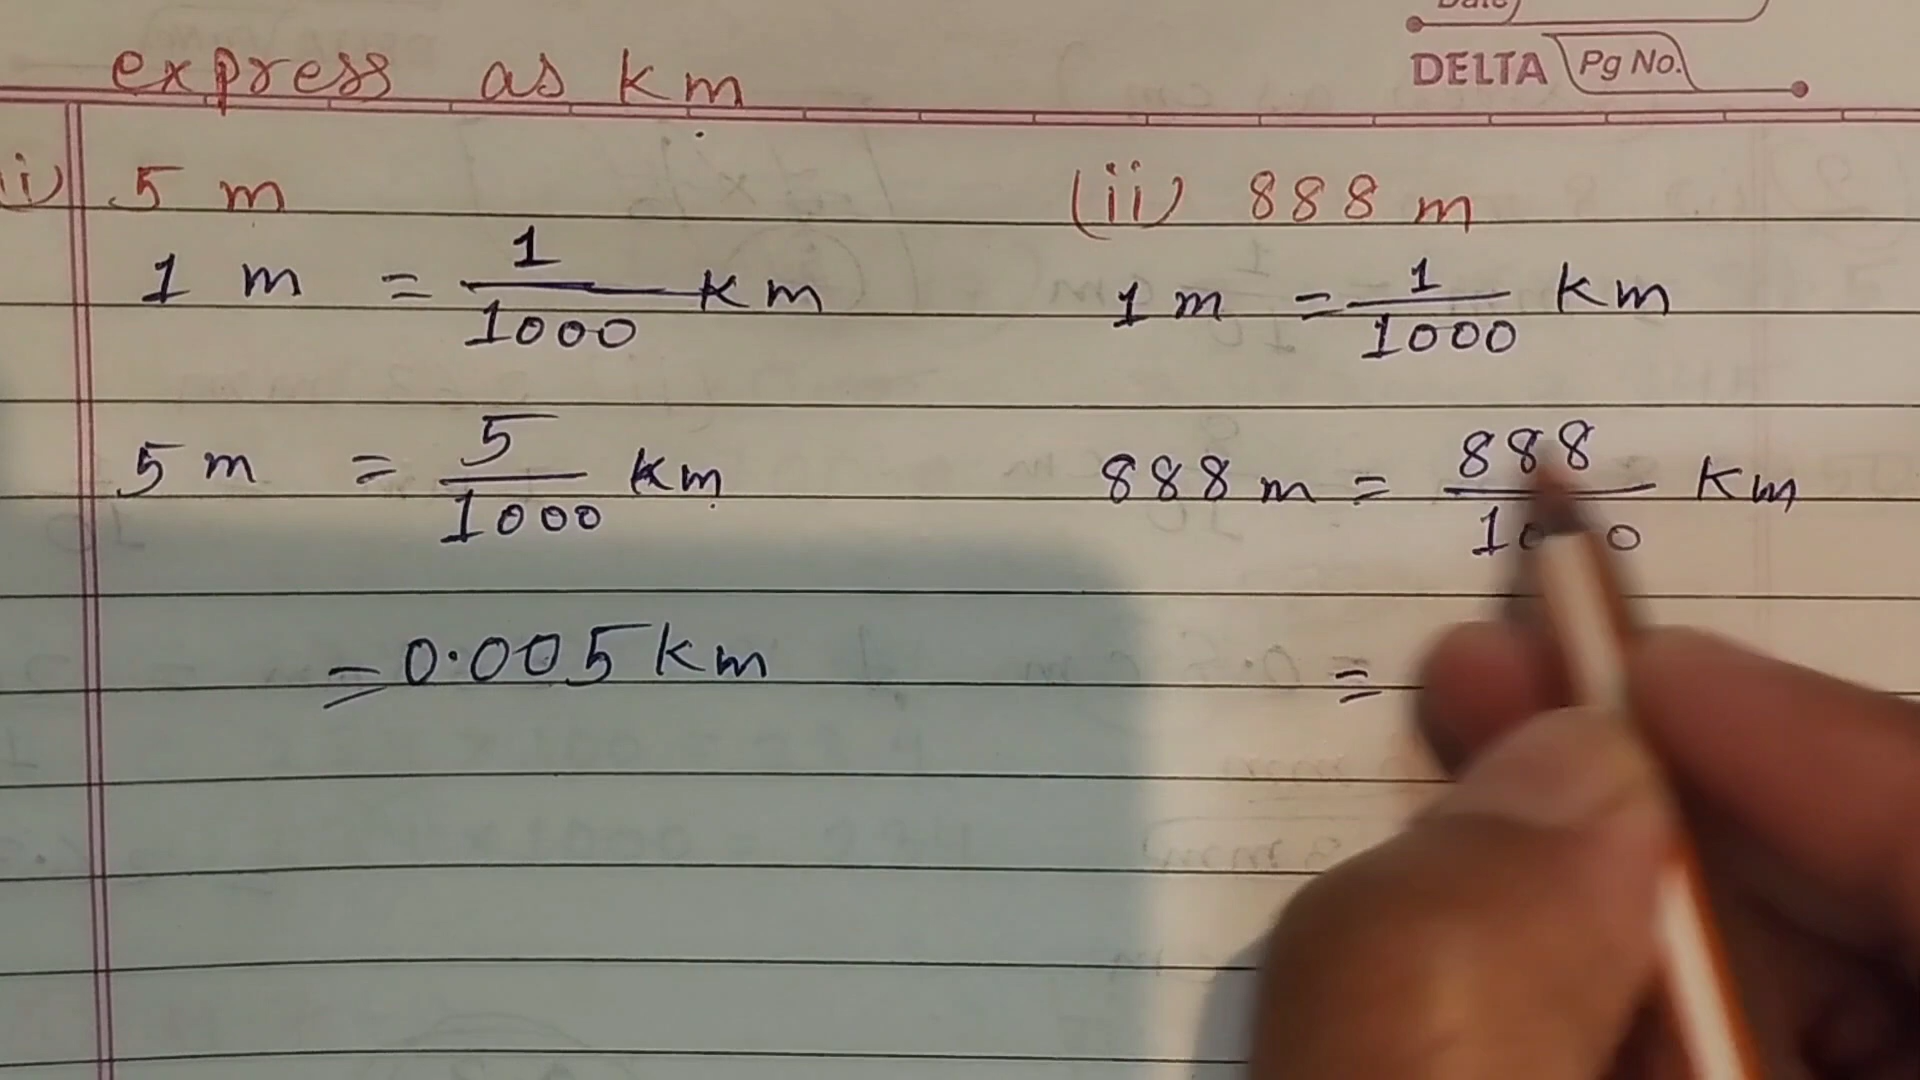 Date
DELTA Pg No.
express as km
(i) 5 m
1 m = 1/1000 km
5 m = 5/1000 km
= 0.005 km
(ii) 888 m
1 m = 1/1000 km
888 m = 888/1000 km
=